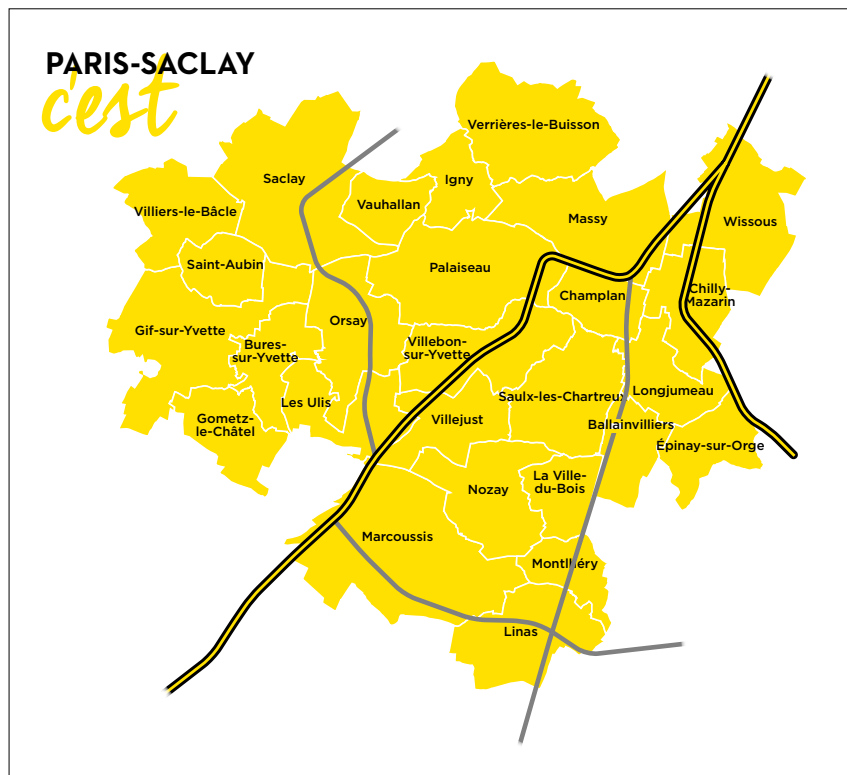 PARIS-SACLAY
c'est
Verrières-le-Buisson
Saclay
Igny
Vauhallan
Villiers-le-Bâcle
Massy
Wissous
Saint-Aubin
Palaiseau
Champlan
Chilly-
Mazarin
Gif-sur-Yvette
Orsay
Bures-
sur-Yvette
Villebon-
sur-Yvette
Les Ulis
Saulx-les-Chartreux
Longjumeau
Gometz-
le-Châtel
Villejust
Ballainvilliers
Épinay-sur-Orge
Nozay
La Ville-
du-Bois
Marcoussis
Montlhéry
Linas